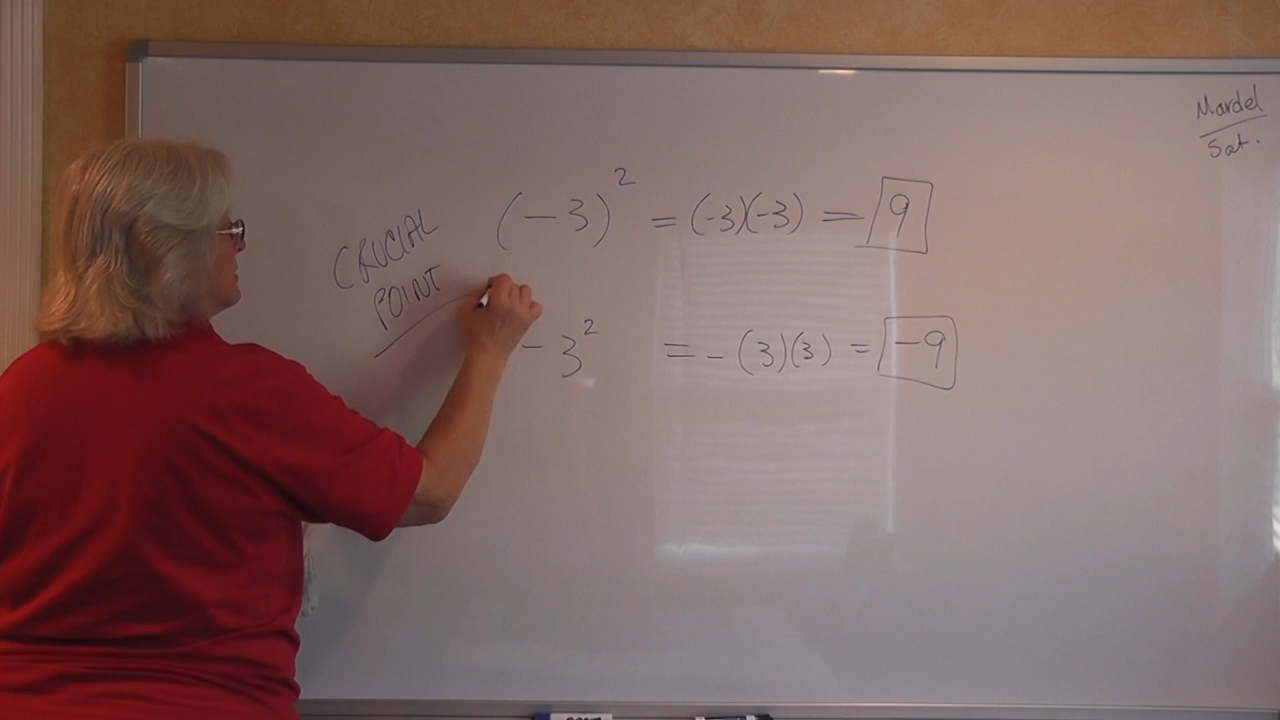 Mardel
Sat.
CRUCIAL
POINT
(-3)² = (-3)(-3) = 9
-3² = -(3)(3) = -9